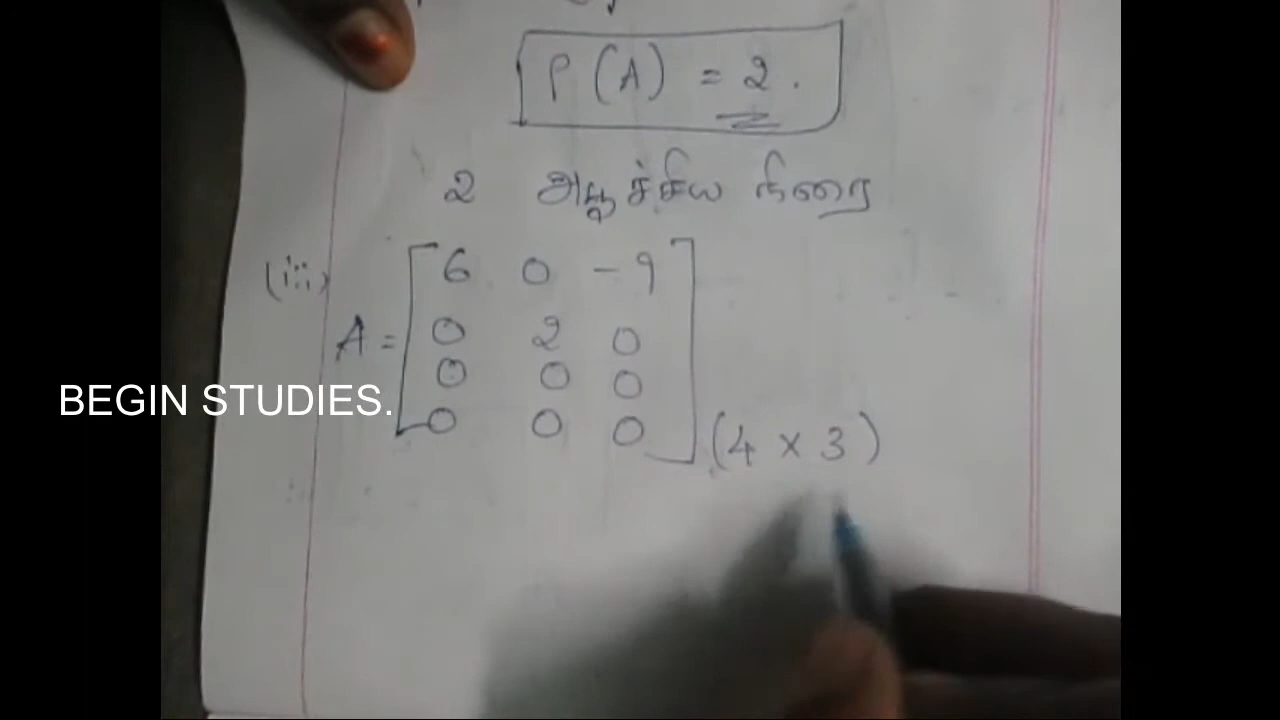 ρ (A) = 2.
2 அபூச்சிய நிரை
(iii)
A = [ 6 0 -9
0 2 0
0 0 0
0 0 0 ] (4 x 3)
BEGIN STUDIES.